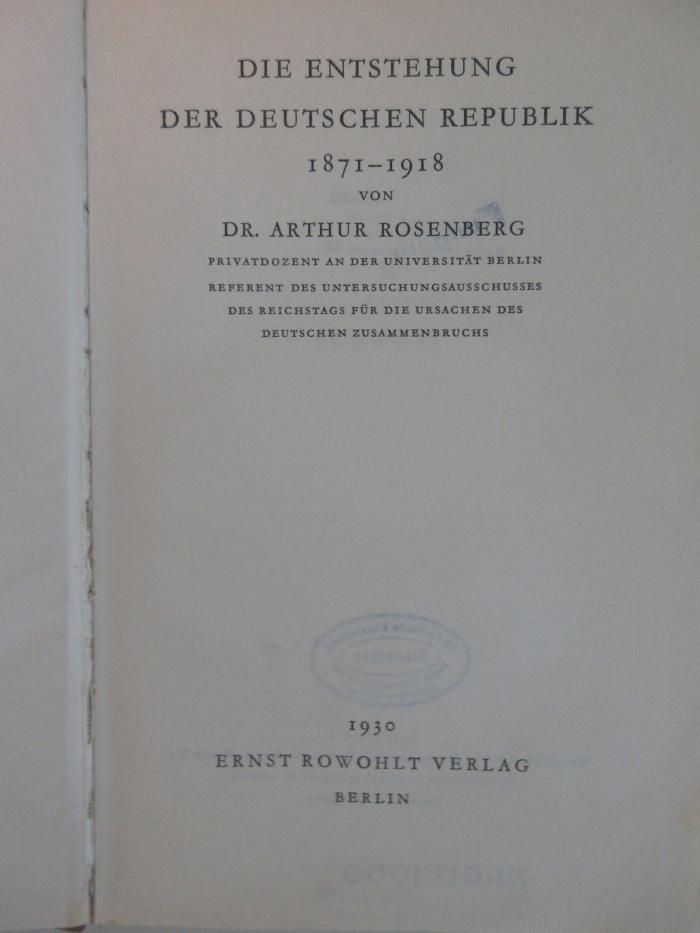 DIE ENTSTEHUNG
DER DEUTSCHEN REPUBLIK
1871–1918
VON
DR. ARTHUR ROSENBERG
PRIVATDOZENT AN DER UNIVERSITÄT BERLIN
REFERENT DES UNTERSUCHUNGSAUSSCHUSSES
DES REICHSTAGS FÜR DIE URSACHEN DES
DEUTSCHEN ZUSAMMENBRUCHS
1930
ERNST ROWOHLT VERLAG
BERLIN